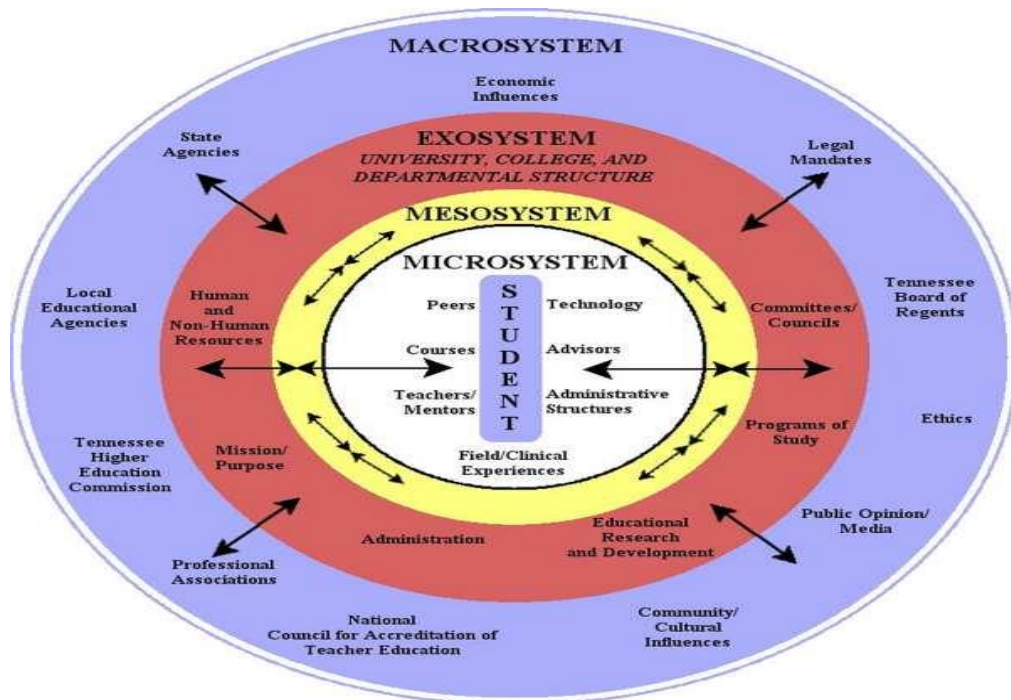 MACROSYSTEM
Economic
Influences
State
Agencies
Legal
Mandates
EXOSYSTEM
UNIVERSITY, COLLEGE, AND
DEPARTMENTAL STRUCTURE
MESOSYSTEM
MICROSYSTEM
Local
Educational
Agencies
Human
and
Non-Human
Resources
Peers
Courses
Teachers/
Mentors
STUDENT
Technology
Advisors
Administrative
Structures
Field/Clinical
Experiences
Committees/
Councils
Tennessee
Board of
Regents
Tennessee
Higher
Education
Commission
Mission/
Purpose
Programs of
Study
Ethics
Administration
Educational
Research
and Development
Public Opinion/
Media
Professional
Associations
National
Council for Accreditation of
Teacher Education
Community/
Cultural
Influences